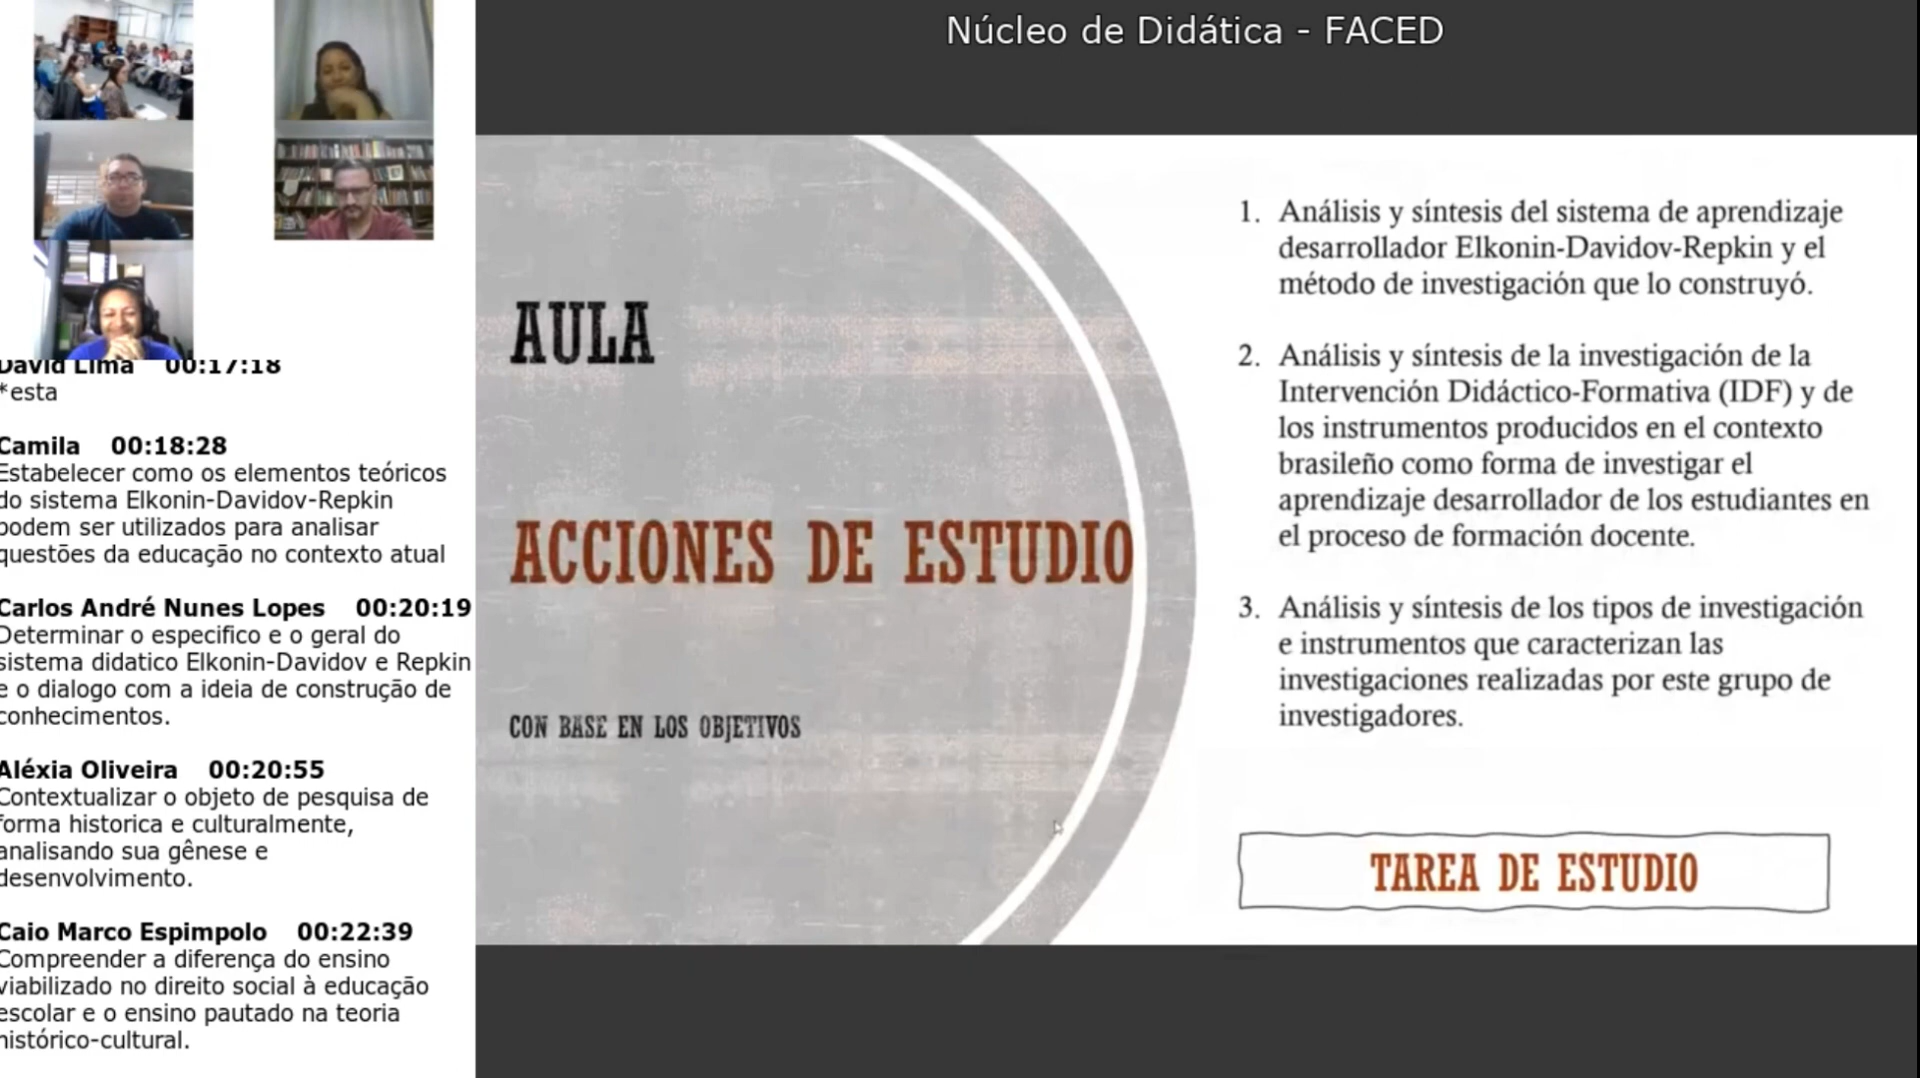 Núcleo de Didática - FACED
David Lima 00:17:18
*esta
Camila 00:18:28
Estabelecer como os elementos teóricos
do sistema Elkonin-Davidov-Repkin
podem ser utilizados para analisar
questões da educação no contexto atual
Carlos André Nunes Lopes 00:20:19
Determinar o especifico e o geral do
sistema didatico Elkonin-Davidov e Repkin
e o dialogo com a ideia de construção de
conhecimentos.
Aléxia Oliveira 00:20:55
Contextualizar o objeto de pesquisa de
forma historica e culturalmente,
analisando sua gênese e
desenvolvimento.
Caio Marco Espimpolo 00:22:39
Compreender a diferença do ensino
viabilizado no direito social à educação
escolar e o ensino pautado na teoria
histórico-cultural.
AULA
ACCIONES DE ESTUDIO
CON BASE EN LOS OBJETIVOS
1. Análisis y síntesis del sistema de aprendizaje
desarrollador Elkonin-Davidov-Repkin y el
método de investigación que lo construyó.
2. Análisis y síntesis de la investigación de la
Intervención Didáctico-Formativa (IDF) y de
los instrumentos producidos en el contexto
brasileño como forma de investigar el
aprendizaje desarrollador de los estudiantes en
el proceso de formación docente.
3. Análisis y síntesis de los tipos de investigación
e instrumentos que caracterizan las
investigaciones realizadas por este grupo de
investigadores.
TAREA DE ESTUDIO